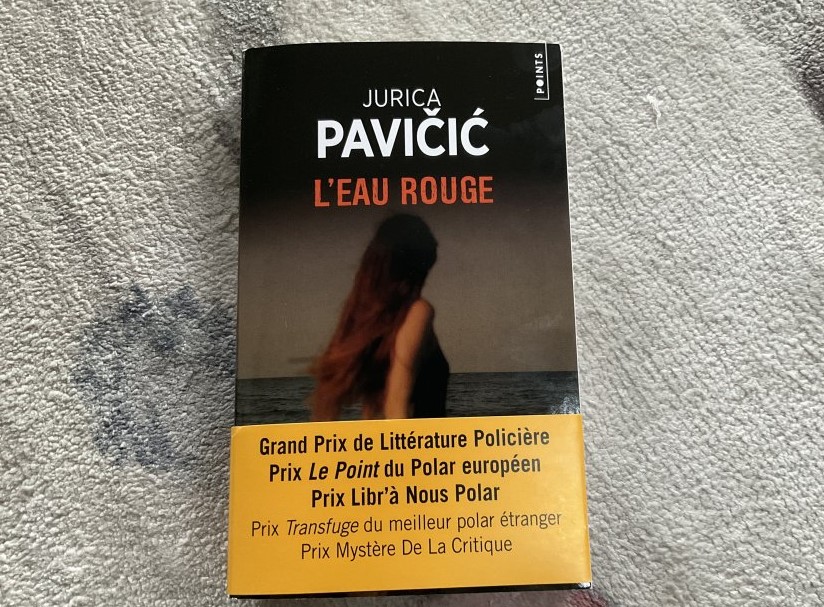 POINTS
JURICA
PAVIČIĆ
L'EAU ROUGE
Grand Prix de Littérature Policière
Prix Le Point du Polar européen
Prix Libr'à Nous Polar
Prix Transfuge du meilleur polar étranger
Prix Mystère De La Critique